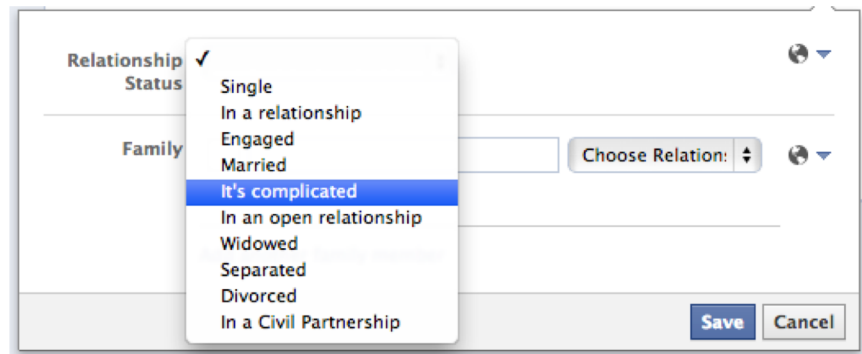 Relationship
Status
✓
Single
In a relationship
Engaged
Married
It's complicated
In an open relationship
Widowed
Separated
Divorced
In a Civil Partnership
Family
Choose Relation:
Save
Cancel